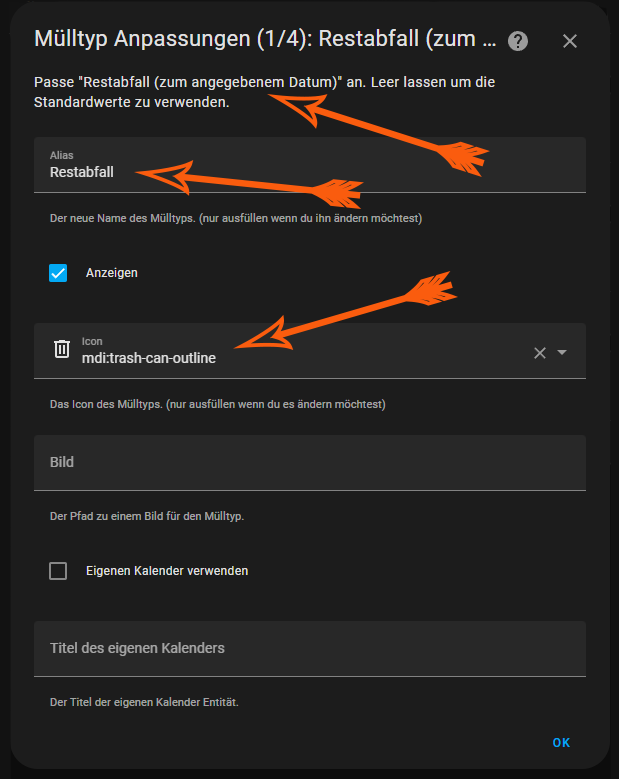 Mülltyp Anpassungen (1/4): Restabfall (zum ...
Passe "Restabfall (zum angegebenem Datum)" an. Leer lassen um die
Standardwerte zu verwenden.
Alias
Restabfall
Der neue Name des Mülltyps. (nur ausfüllen wenn du ihn ändern möchtest)
Anzeigen
Icon
mdi:trash-can-outline
Das Icon des Mülltyps. (nur ausfüllen wenn du es ändern möchtest)
Bild
Der Pfad zu einem Bild für den Mülltyp.
Eigenen Kalender verwenden
Titel des eigenen Kalenders
Der Titel der eigenen Kalender Entität.
OK